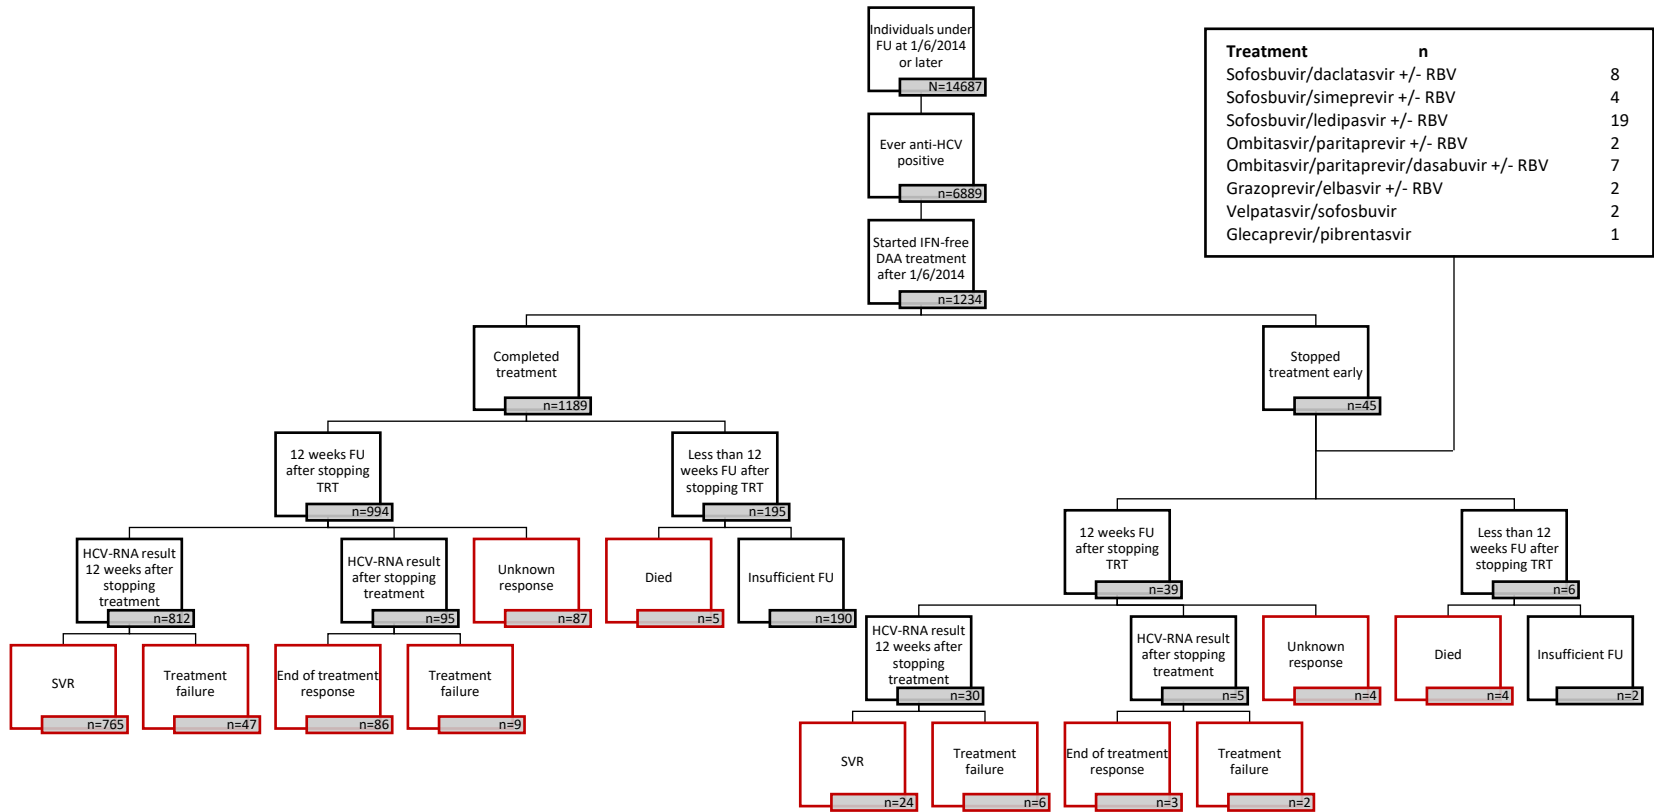 Individuals under
FU at 1/6/2014
or later
N=14687
Treatment n
Sofosbuvir/daclatasvir +/- RBV 8
Sofosbuvir/simeprevir +/- RBV 4
Sofosbuvir/ledipasvir +/- RBV 19
Ombitasvir/paritaprevir +/- RBV 2
Ombitasvir/paritaprevir/dasabuvir +/- RBV 7
Grazoprevir/elbasvir +/- RBV 2
Velpatasvir/sofosbuvir 2
Glecaprevir/pibrentasvir 1
Ever anti-HCV
positive
n=6889
Started IFN-free
DAA treatment
after 1/6/2014
n=1234
Completed
treatment
n=1189
Stopped
treatment early
n=45
12 weeks FU
after stopping
TRT
n=994
Less than 12
weeks FU after
stopping TRT
n=195
HCV-RNA result
12 weeks after
stopping
treatment
n=812
HCV-RNA result
after stopping
treatment
n=95
Unknown
response
n=87
Died
n=5
Insufficient FU
n=190
SVR
n=765
Treatment
failure
n=47
End of treatment
response
n=86
Treatment
failure
n=9
12 weeks FU
after stopping
TRT
n=39
Less than 12
weeks FU after
stopping TRT
n=6
HCV-RNA result
12 weeks after
stopping
treatment
n=30
HCV-RNA result
after stopping
treatment
n=5
Unknown
response
n=4
Died
n=4
Insufficient FU
n=2
SVR
n=24
Treatment
failure
n=6
End of treatment
response
n=3
Treatment
failure
n=2